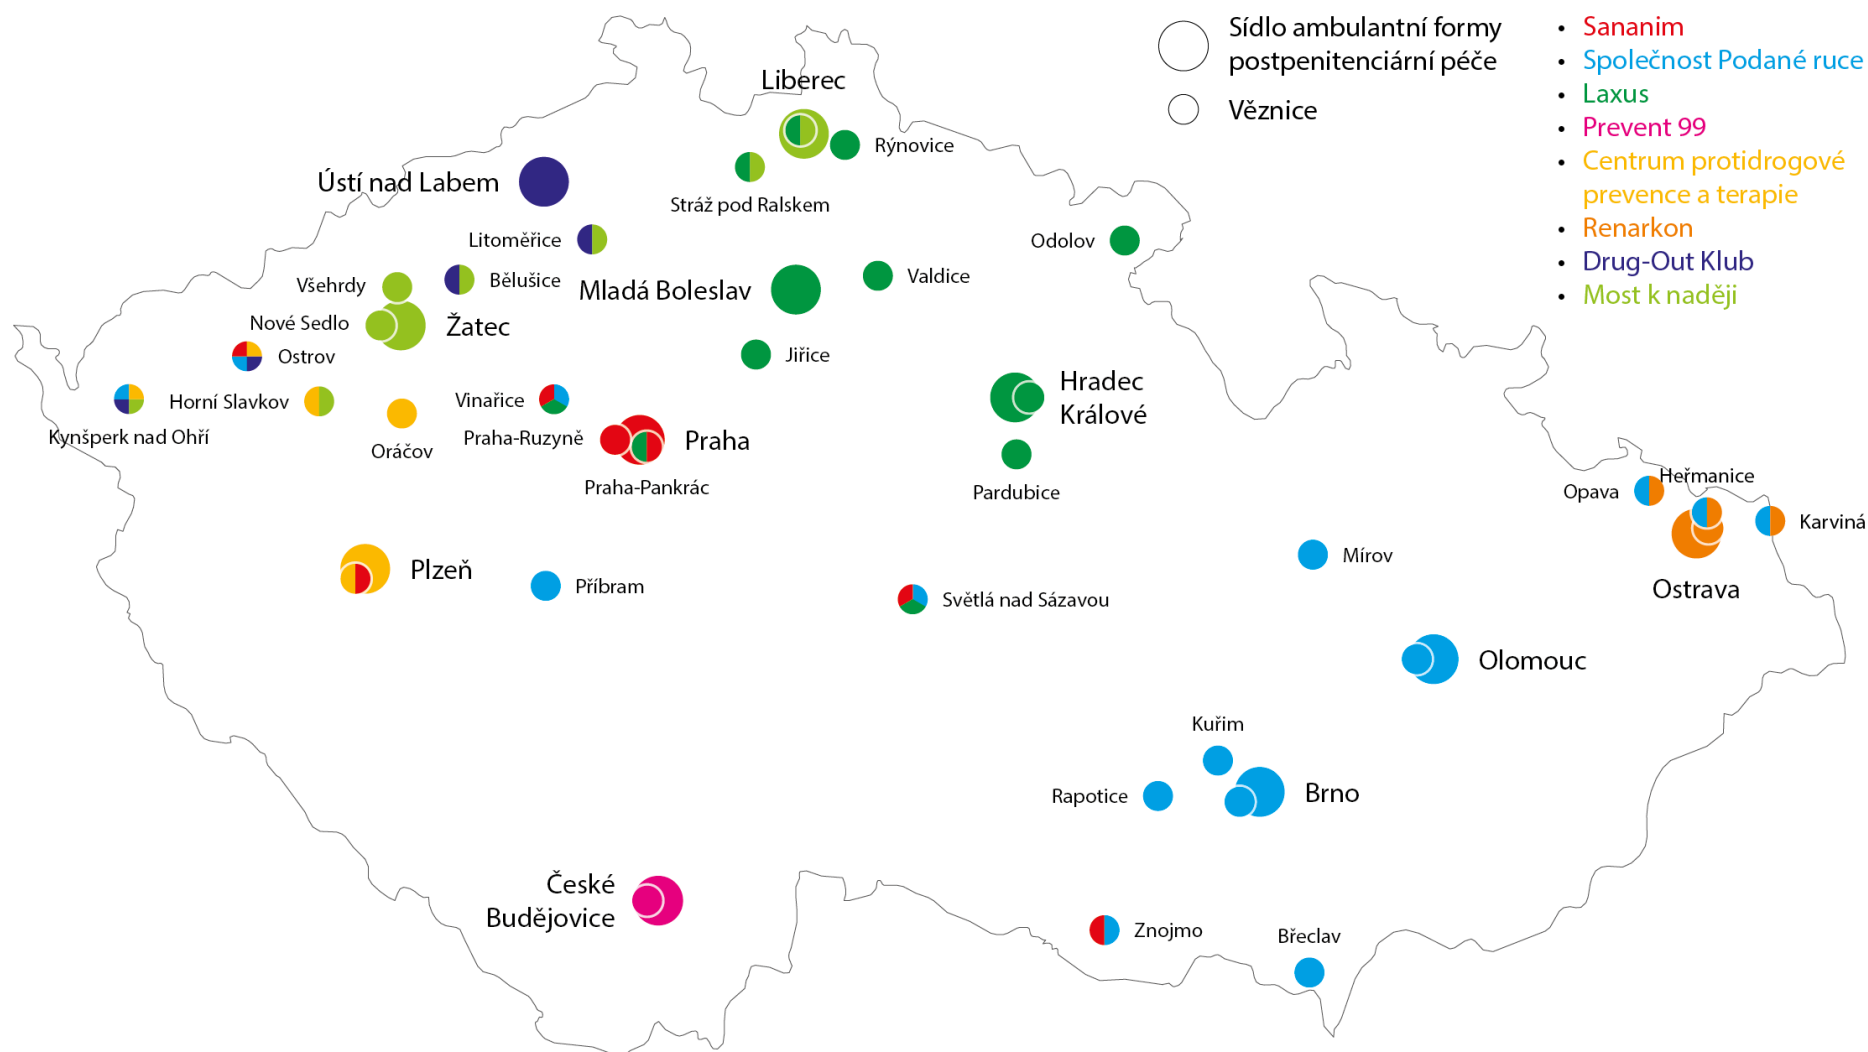 Sídlo ambulantní formy
postpenitenciární péče
Věznice
• Sananim
• Společnost Podané ruce
• Laxus
• Prevent 99
• Centrum protidrogové
prevence a terapie
• Renarkon
• Drug-Out Klub
• Most k naději
Liberec
Rýnovice
Ústí nad Labem
Stráž pod Ralskem
Litoměřice
Odolov
Všehrdy
Bělušice
Mladá Boleslav
Valdice
Nové Sedlo
Žatec
Ostrov
Jiřice
Hradec
Králové
Horní Slavkov
Vinařice
Kynšperk nad Ohří
Oráčov
Praha-Ruzyně
Praha
Praha-Pankrác
Pardubice
Heřmanice
Opava
Karviná
Mírov
Plzeň
Příbram
Světlá nad Sázavou
Ostrava
Olomouc
Kuřim
Rapotice
Brno
České
Budějovice
Znojmo
Břeclav